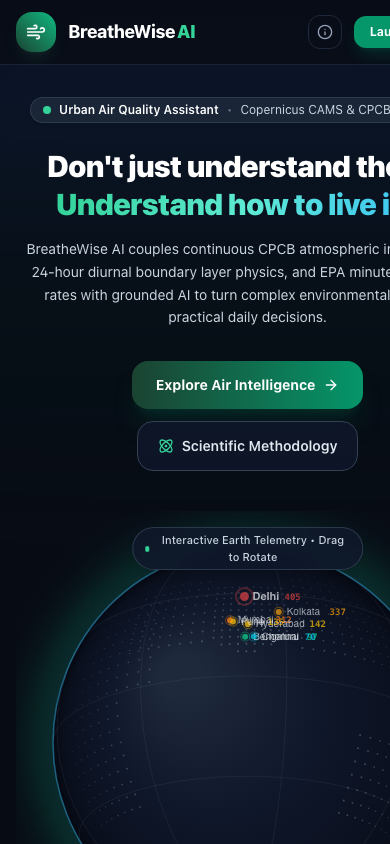 BreatheWise AI
Lau
Urban Air Quality Assistant • Copernicus CAMS & CPCB
Don't just understand the
Understand how to live i
BreatheWise AI couples continuous CPCB atmospheric in
24-hour diurnal boundary layer physics, and EPA minute
rates with grounded AI to turn complex environmental
practical daily decisions.
Explore Air Intelligence →
Scientific Methodology
Interactive Earth Telemetry • Drag
to Rotate
Delhi 405
Kolkata 337
Mumbai
Hyderabad 142
Bengaluru